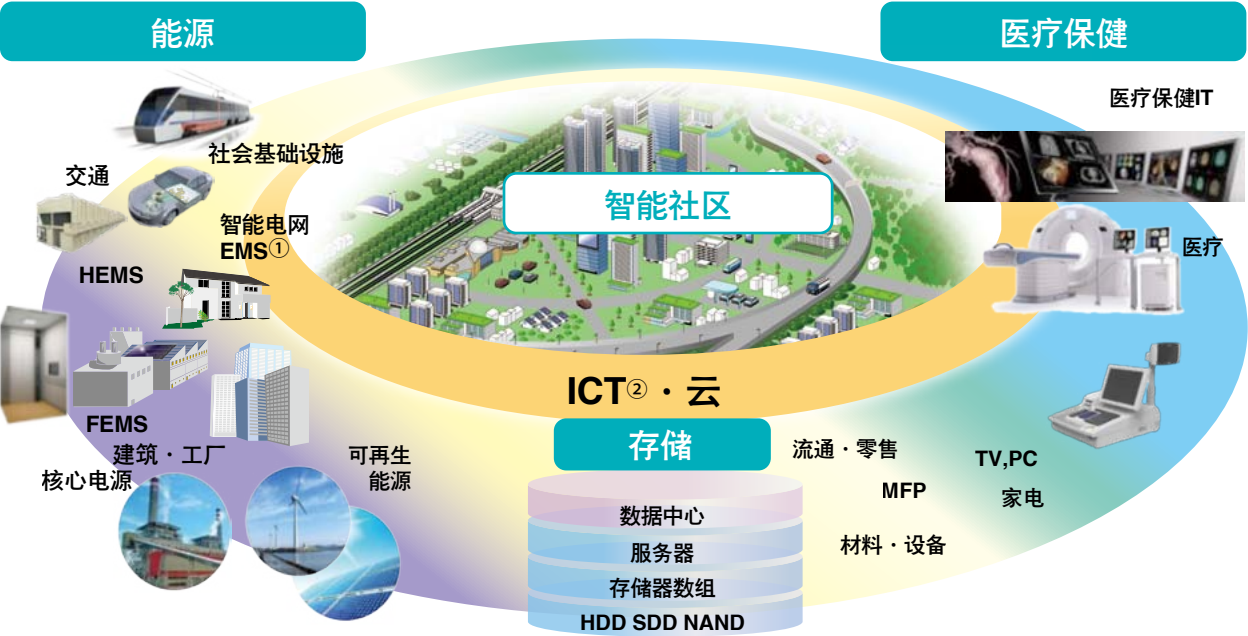 能源
医疗保健
医疗保健IT
社会基础设施
交通
智能社区
智能电网
EMS①
医疗
HEMS
ICT②·云
FEMS
建筑·工厂
核心电源
可再生
能源
存储
流通·零售
TV,PC
MFP
家电
数据中心
材料·设备
服务器
存储器数组
HDD SDD NAND